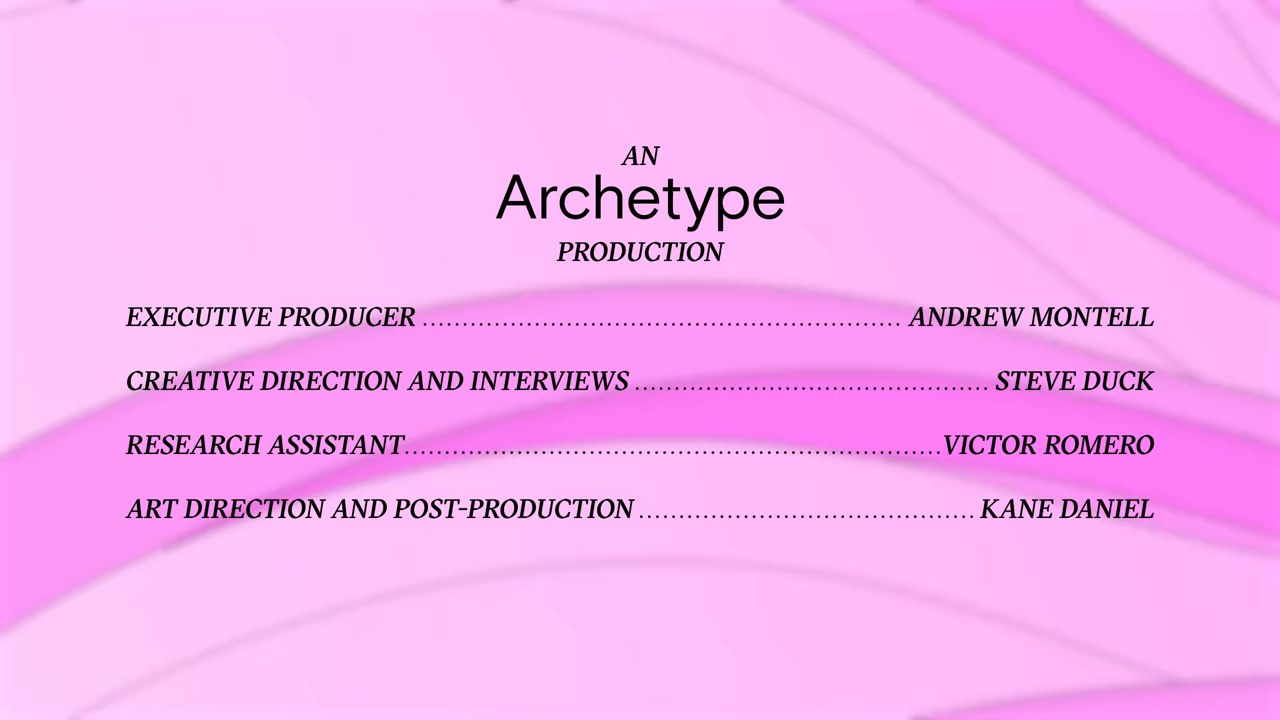 AN
Archetype
PRODUCTION
EXECUTIVE PRODUCER ........................................................... ANDREW MONTELL
CREATIVE DIRECTION AND INTERVIEWS ............................................ STEVE DUCK
RESEARCH ASSISTANT...................................................................VICTOR ROMERO
ART DIRECTION AND POST-PRODUCTION .......................................... KANE DANIEL